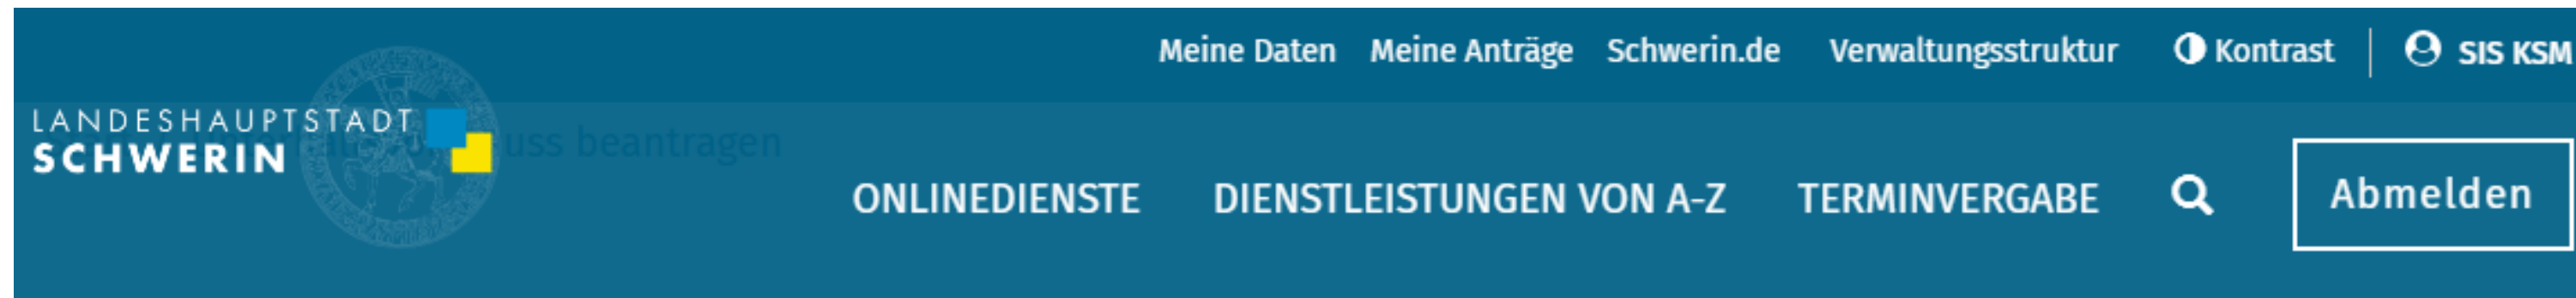 Meine Daten Meine Anträge Schwerin.de Verwaltungsstruktur Kontrast SIS KSM
LANDESHAUPTSTADT
SCHWERIN
uss beantragen
ONLINEDIENSTE DIENSTLEISTUNGEN VON A-Z TERMINVERGABE Abmelden